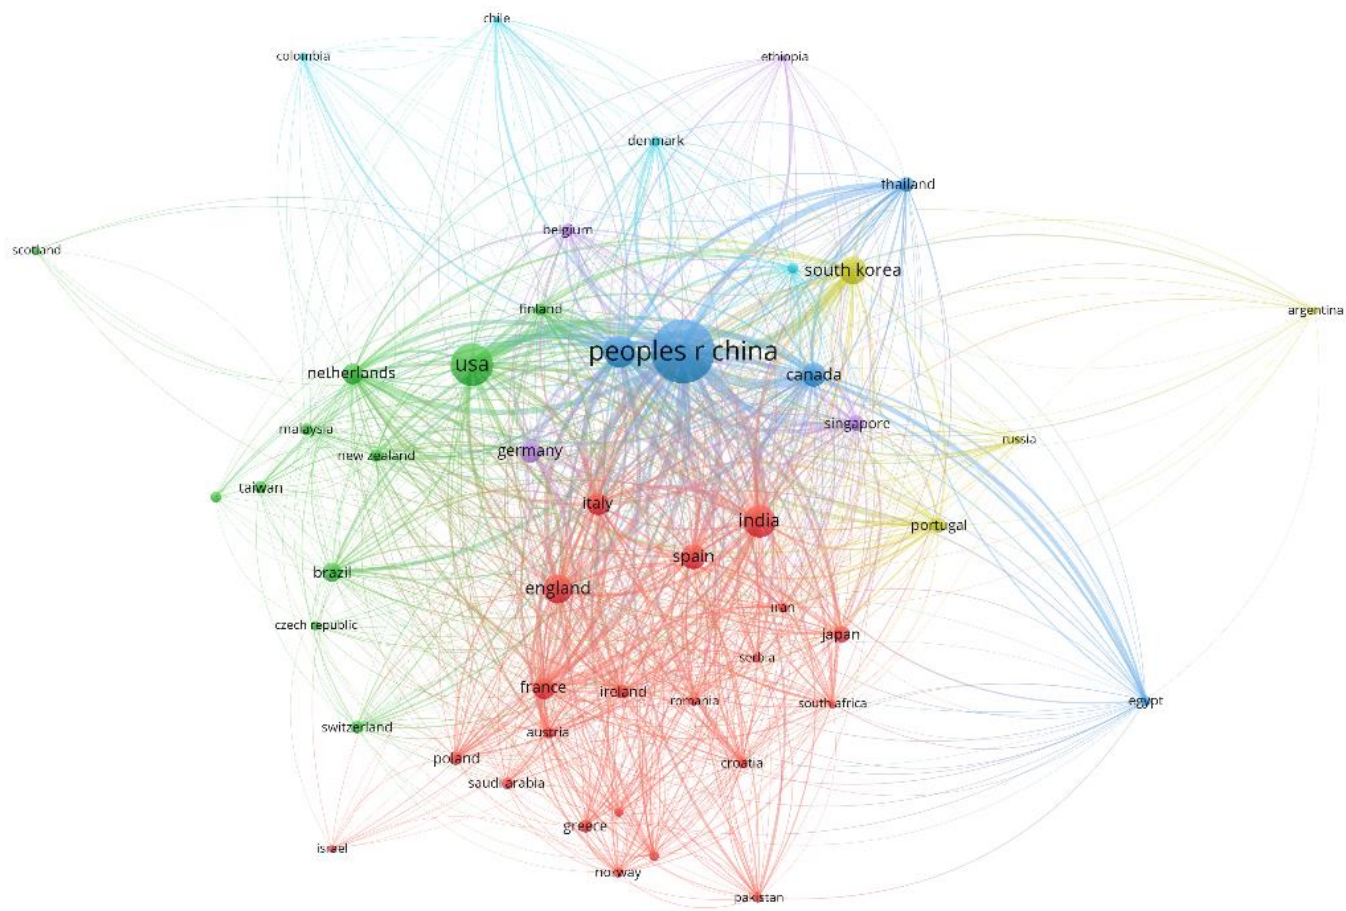 chile
colombia
ethiopia
denmark
thailand
belgium
scotland
south korea
finland
argentina
peoples r china
usa
netherlands
canada
malaysia
singapore
russia
new zealand
germany
taiwan
italy
india
portugal
spain
brazil
england
iran
czech republic
japan
serbia
france
ireland
romania
south africa
egypt
switzerland
austria
poland
croatia
saudi arabia
greece
israel
norway
pakistan